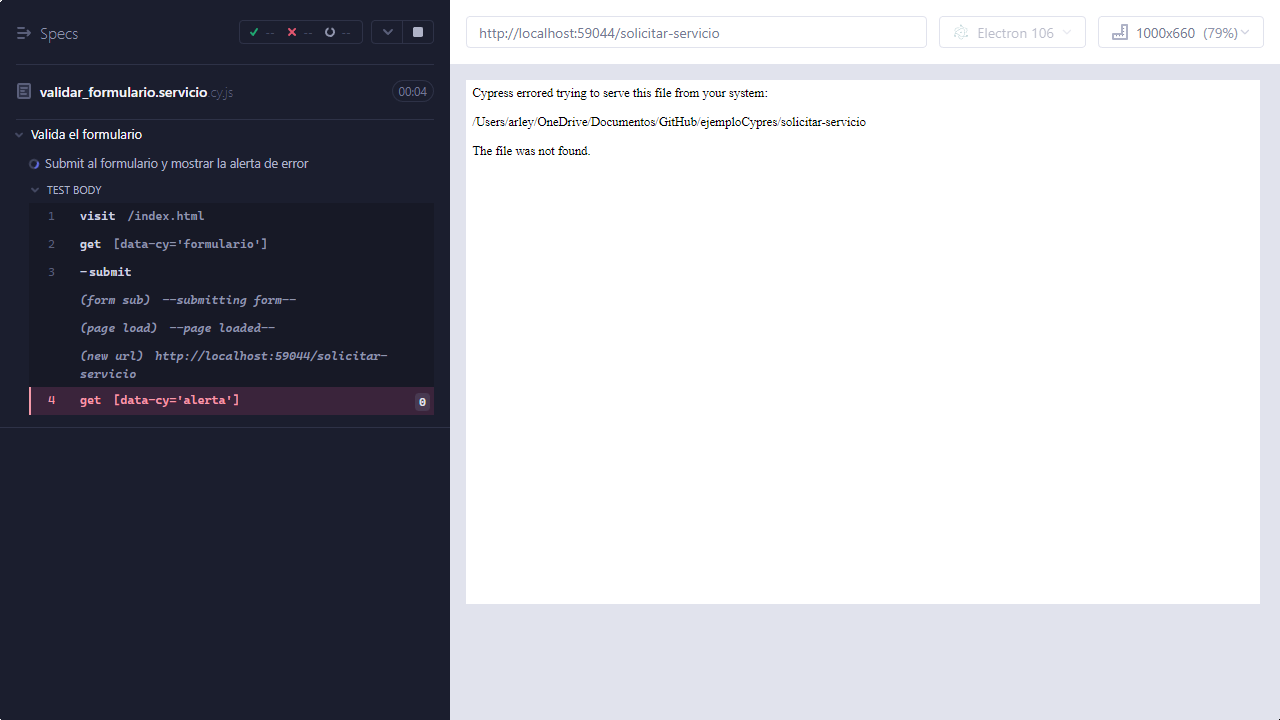 Specs
-- -- --
validar_formulario.servicio.cy.js 00:04
Valida el formulario
Submit al formulario y mostrar la alerta de error
TEST BODY
1 visit /index.html
2 get [data-cy='formulario']
3 -submit
(form sub) --submitting form--
(page load) --page loaded--
(new url) http://localhost:59044/solicitar-
servicio
4 get [data-cy='alerta'] 0
http://localhost:59044/solicitar-servicio
Electron 106
1000x660 (79%)
Cypress errored trying to serve this file from your system:
/Users/arley/OneDrive/Documentos/GitHub/ejemploCypres/solicitar-servicio
The file was not found.